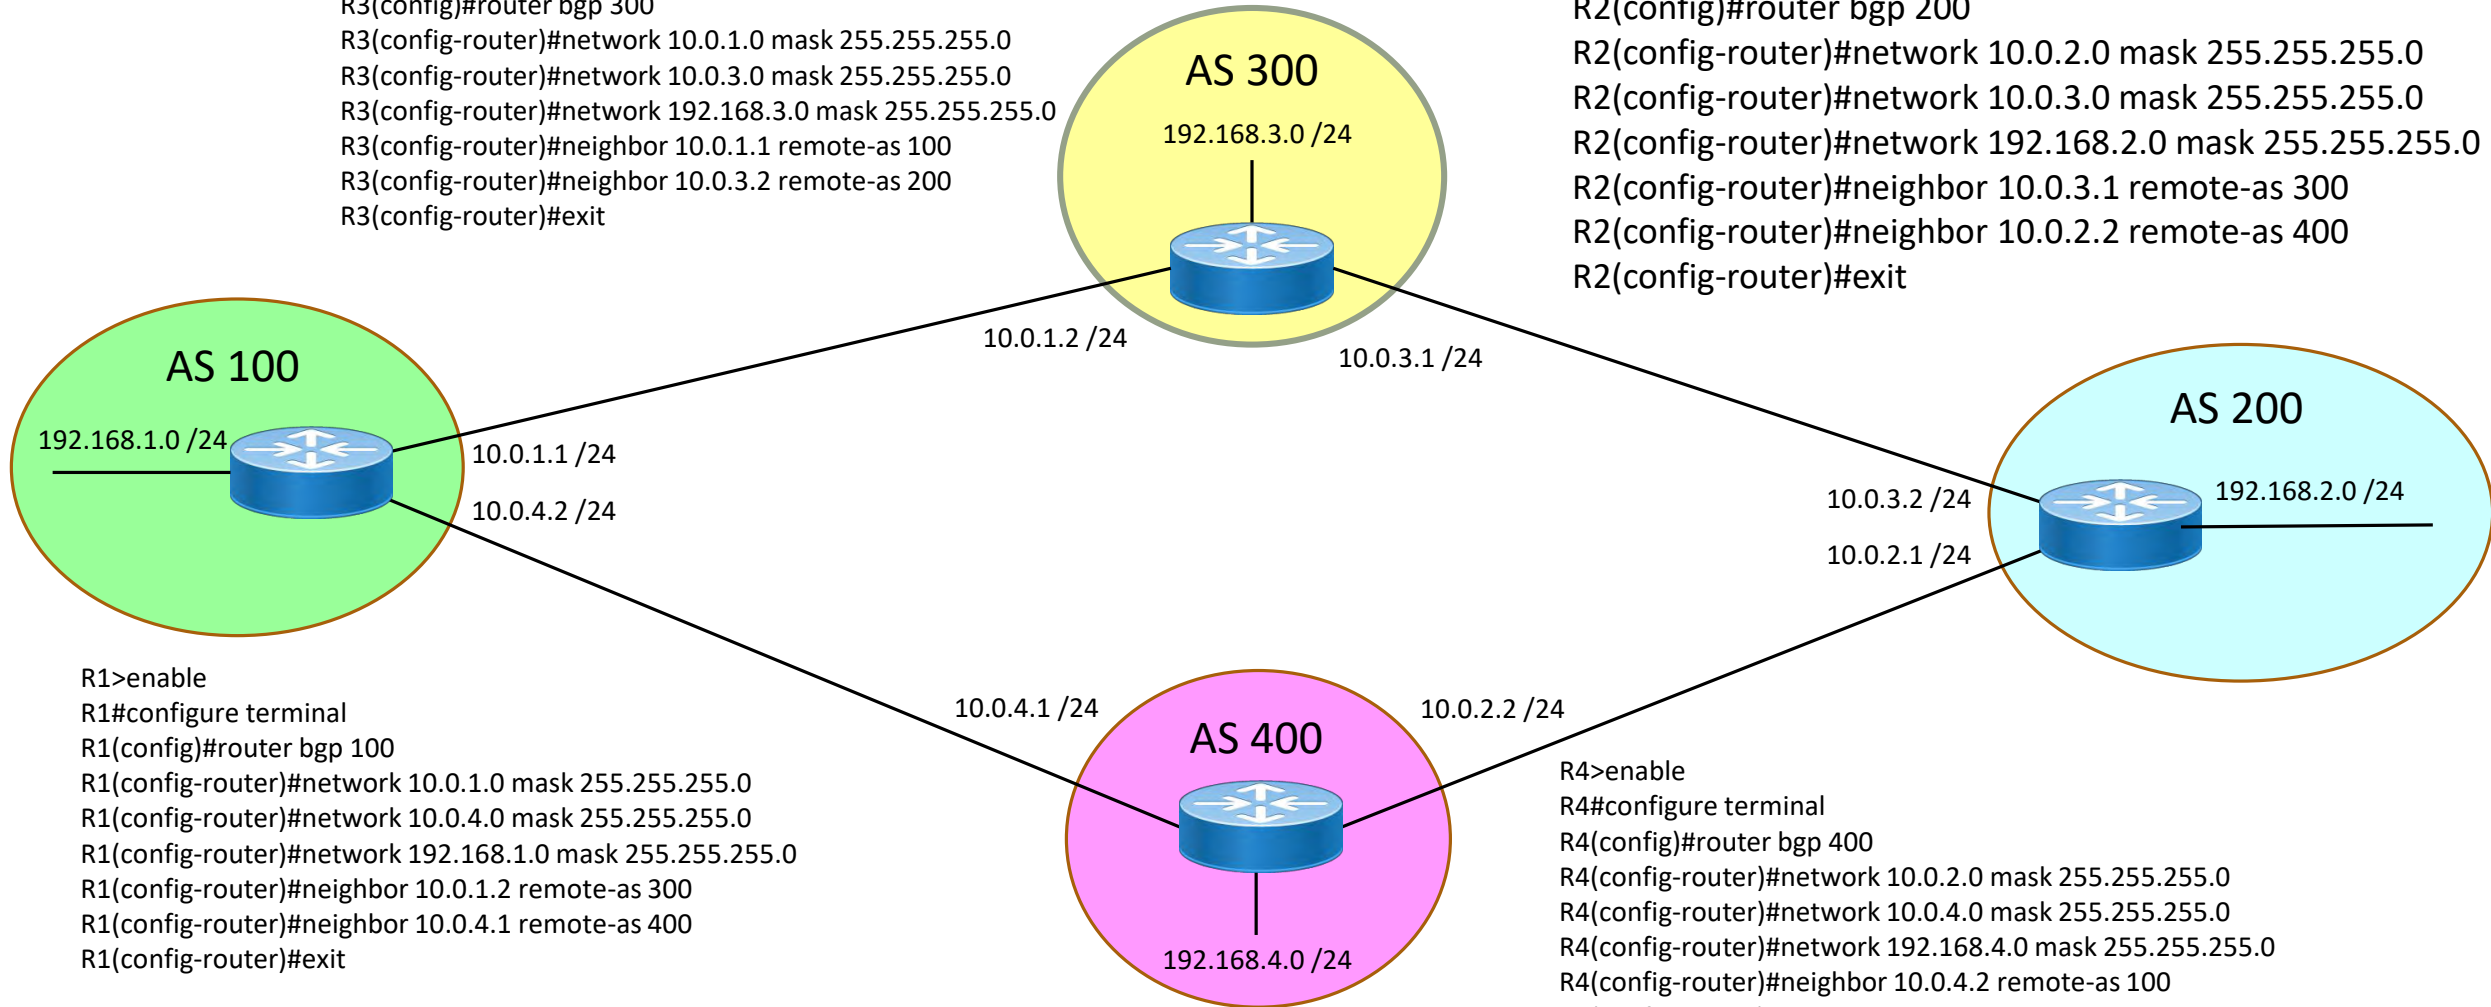 R3(config)#router bgp 300
R3(config-router)#network 10.0.1.0 mask 255.255.255.0
R3(config-router)#network 10.0.3.0 mask 255.255.255.0
R3(config-router)#network 192.168.3.0 mask 255.255.255.0
R3(config-router)#neighbor 10.0.1.1 remote-as 100
R3(config-router)#neighbor 10.0.3.2 remote-as 200
R3(config-router)#exit
AS 300
192.168.3.0 /24
R2(config)#router bgp 200
R2(config-router)#network 10.0.2.0 mask 255.255.255.0
R2(config-router)#network 10.0.3.0 mask 255.255.255.0
R2(config-router)#network 192.168.2.0 mask 255.255.255.0
R2(config-router)#neighbor 10.0.3.1 remote-as 300
R2(config-router)#neighbor 10.0.2.2 remote-as 400
R2(config-router)#exit
10.0.1.2 /24
10.0.3.1 /24
AS 100
192.168.1.0 /24
10.0.1.1 /24
10.0.4.2 /24
AS 200
10.0.3.2 /24
192.168.2.0 /24
10.0.2.1 /24
R1>enable
R1#configure terminal
R1(config)#router bgp 100
R1(config-router)#network 10.0.1.0 mask 255.255.255.0
R1(config-router)#network 10.0.4.0 mask 255.255.255.0
R1(config-router)#network 192.168.1.0 mask 255.255.255.0
R1(config-router)#neighbor 10.0.1.2 remote-as 300
R1(config-router)#neighbor 10.0.4.1 remote-as 400
R1(config-router)#exit
10.0.4.1 /24
10.0.2.2 /24
AS 400
192.168.4.0 /24
R4>enable
R4#configure terminal
R4(config)#router bgp 400
R4(config-router)#network 10.0.2.0 mask 255.255.255.0
R4(config-router)#network 10.0.4.0 mask 255.255.255.0
R4(config-router)#network 192.168.4.0 mask 255.255.255.0
R4(config-router)#neighbor 10.0.4.2 remote-as 100